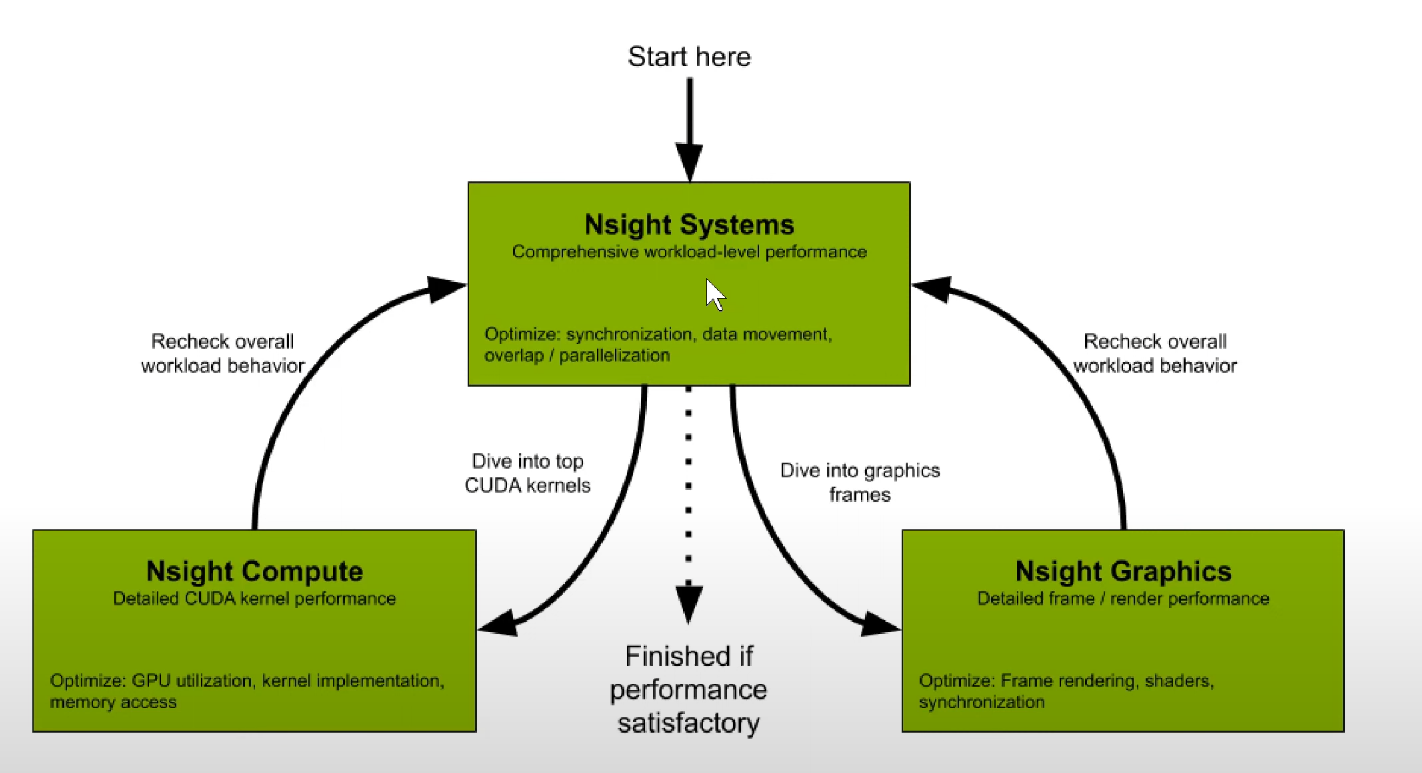 Start here
Nsight Systems
Comprehensive workload-level performance
Optimize: synchronization, data movement,
overlap / parallelization
Recheck overall
workload behavior
Recheck overall
workload behavior
Dive into top
CUDA kernels
Dive into graphics
frames
Nsight Compute
Detailed CUDA kernel performance
Optimize: GPU utilization, kernel implementation,
memory access
Finished if
performance
satisfactory
Nsight Graphics
Detailed frame / render performance
Optimize: Frame rendering, shaders,
synchronization